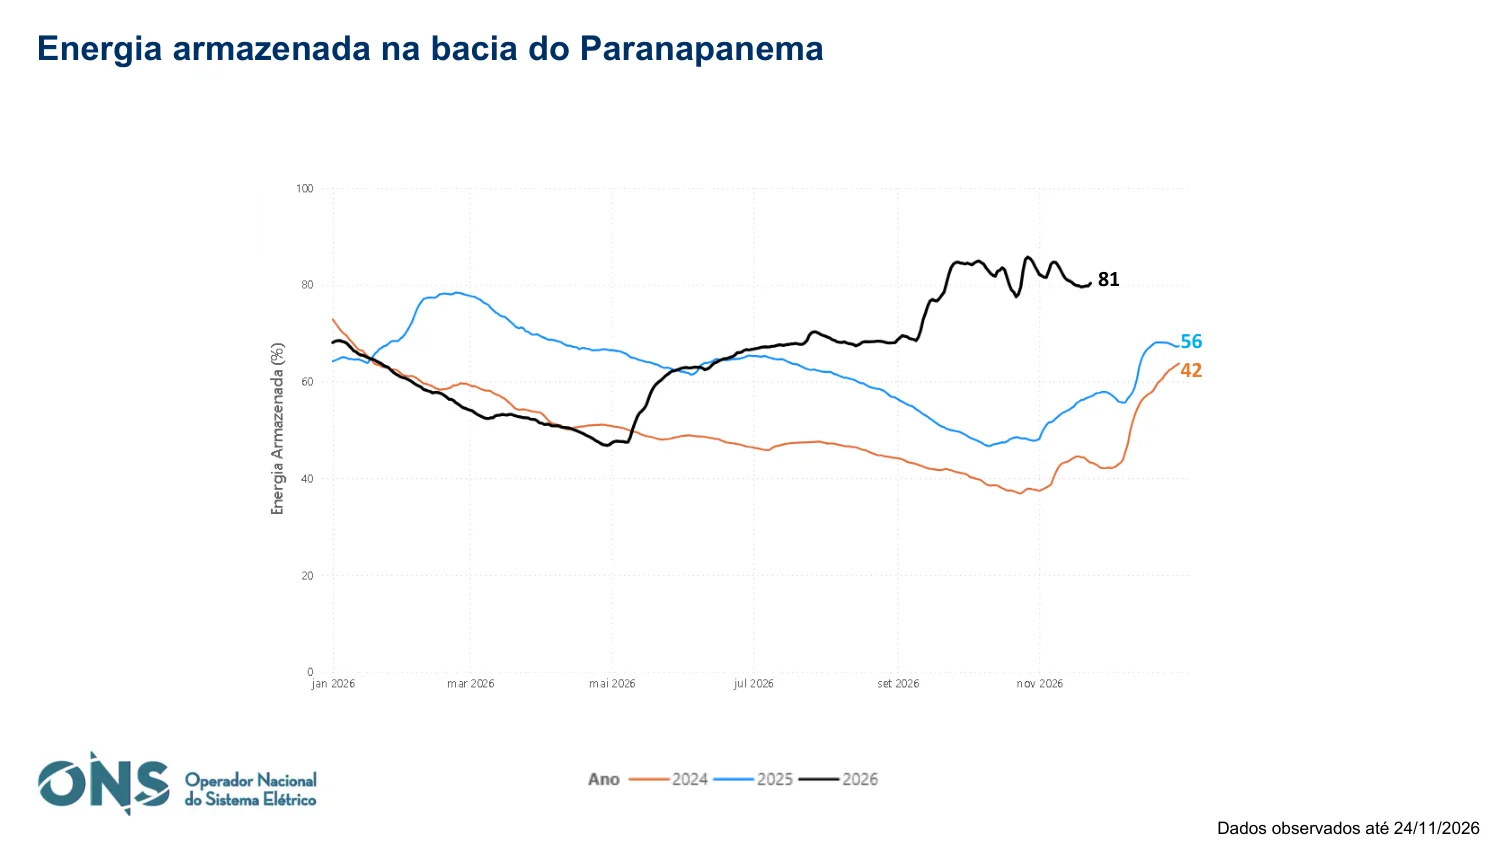 Energia armazenada na bacia do Paranapanema
100
80
60
40
20
0
Energia Armazenada (%)
81
56
42
jan 2026 mar 2026 mai 2026 jul 2026 set 2026 nov 2026
Ano 2024 2025 2026
ONS Operador Nacional
do Sistema Elétrico
Dados observados até 24/11/2026